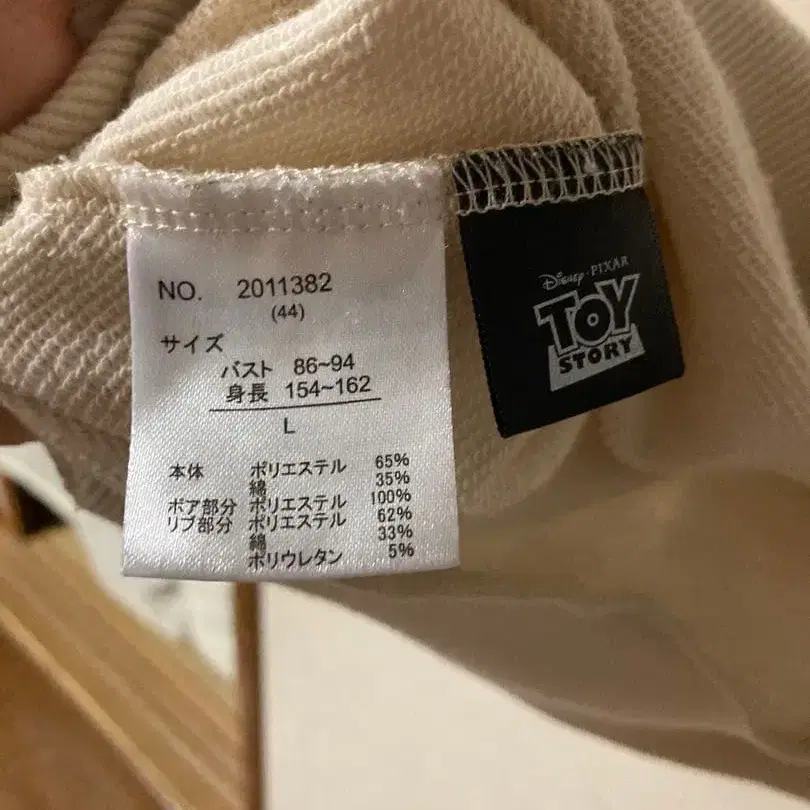 NO. 2011382
(44)
サイズ
バスト 86~94
身長 154~162
L
本体 ポリエステル 65%
綿 35%
ボア部分 ポリエステル 100%
リブ部分 ポリエステル 62%
綿 33%
ポリウレタン 5%
Disney·PIXAR
TOY
STORY